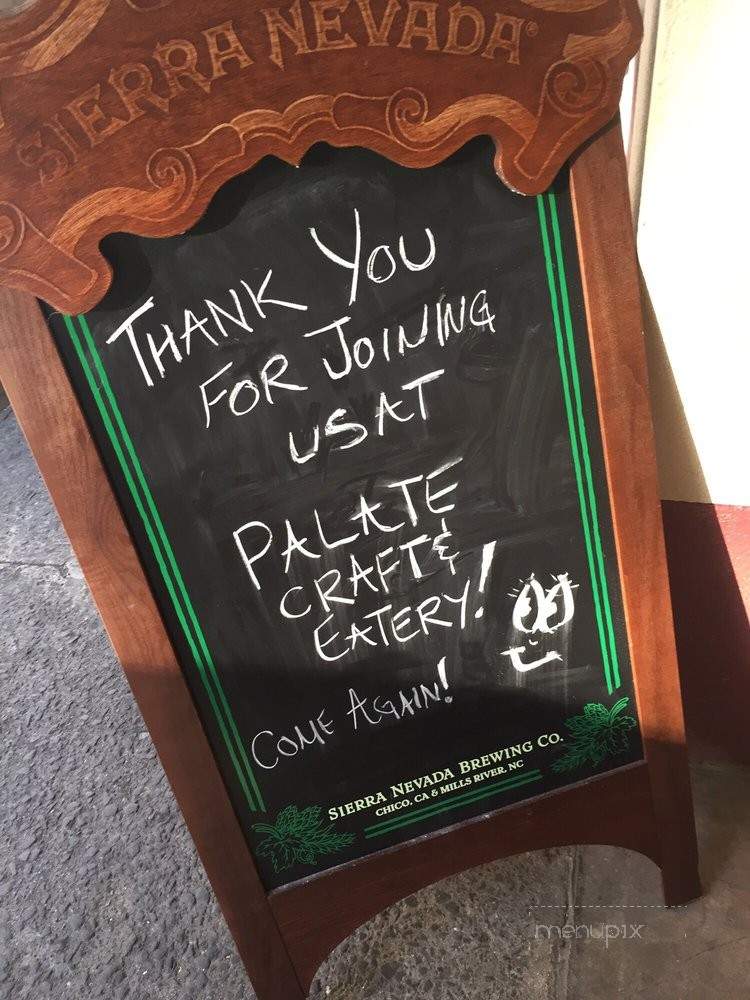 SIERRA NEVADA®
THANK YOU
FOR JOINING
US AT
PALATE
CRAFT &
EATERY!
COME AGAIN!
SIERRA NEVADA BREWING CO.
CHICO, CA & MILLS RIVER, NC
menupix